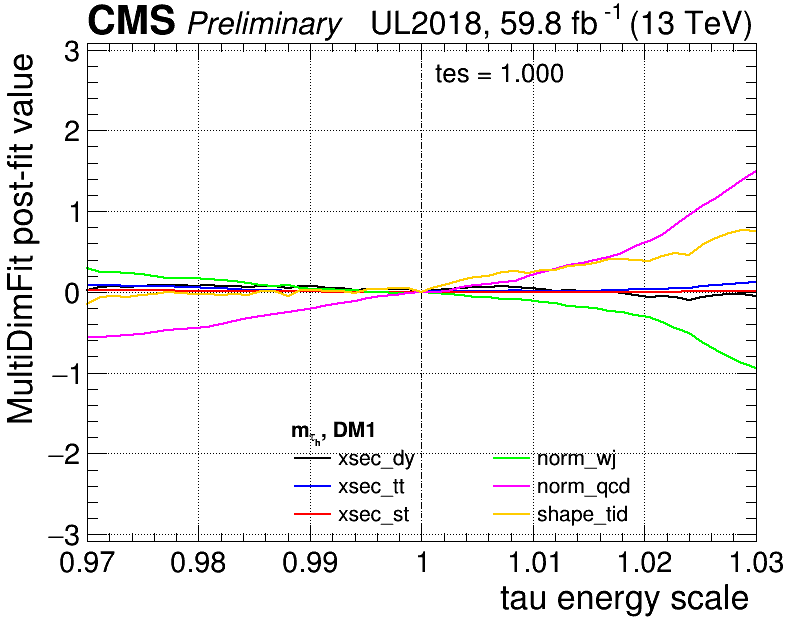 CMS Preliminary UL2018, 59.8 fb⁻¹ (13 TeV)
MultiDimFit post-fit value
3
2
1
0
−1
−2
−3
tes = 1.000
m_τ_h, DM1
xsec_dy norm_wj
xsec_tt norm_qcd
xsec_st shape_tid
0.97 0.98 0.99 1 1.01 1.02 1.03
tau energy scale